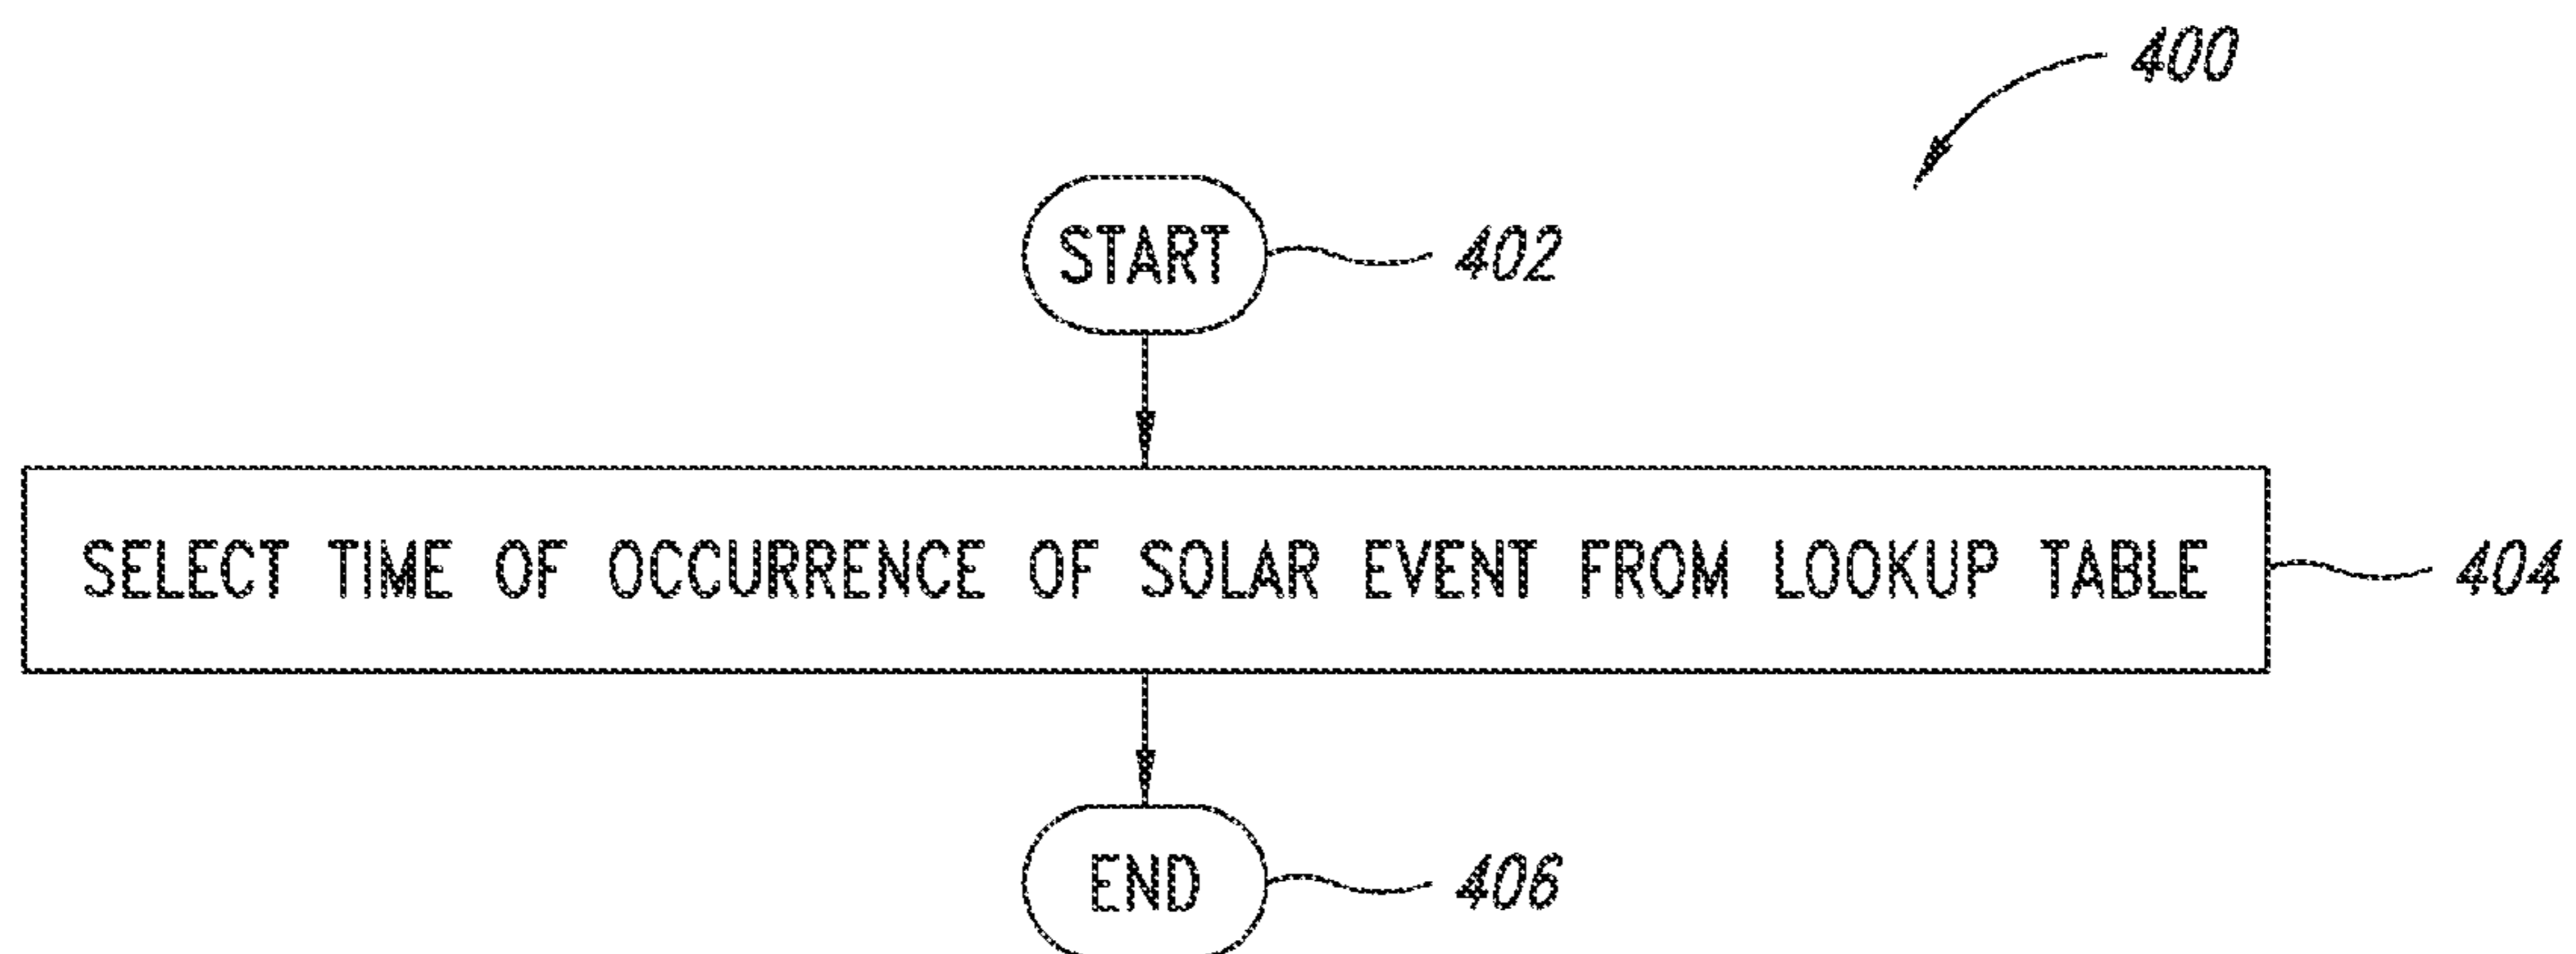 400
START 402
SELECT TIME OF OCCURRENCE OF SOLAR EVENT FROM LOOKUP TABLE 404
END 406